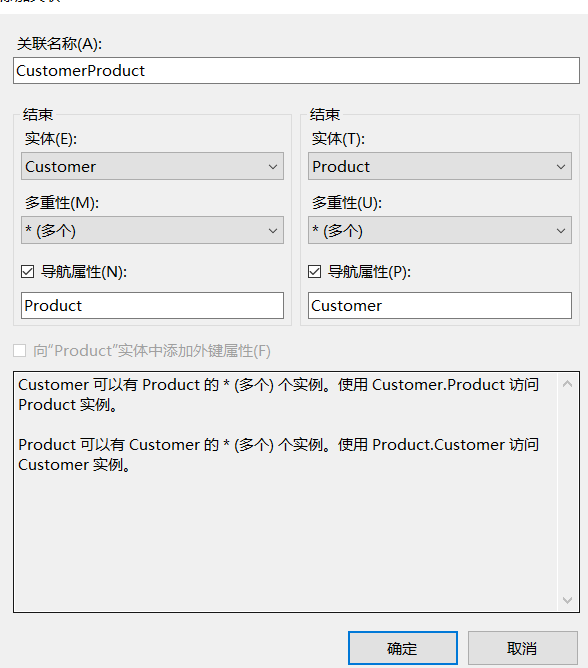 关联名称(A):
CustomerProduct
结束
结束
实体(E):
实体(T):
Customer
Product
多重性(M):
多重性(U):
* (多个)
* (多个)
导航属性(N):
导航属性(P):
Product
Customer
向“Product”实体中添加外键属性(F)
Customer 可以有 Product 的 * (多个) 个实例。使用 Customer.Product 访问
Product 实例。
Product 可以有 Customer 的 * (多个) 个实例。使用 Product.Customer 访问
Customer 实例。
确定
取消